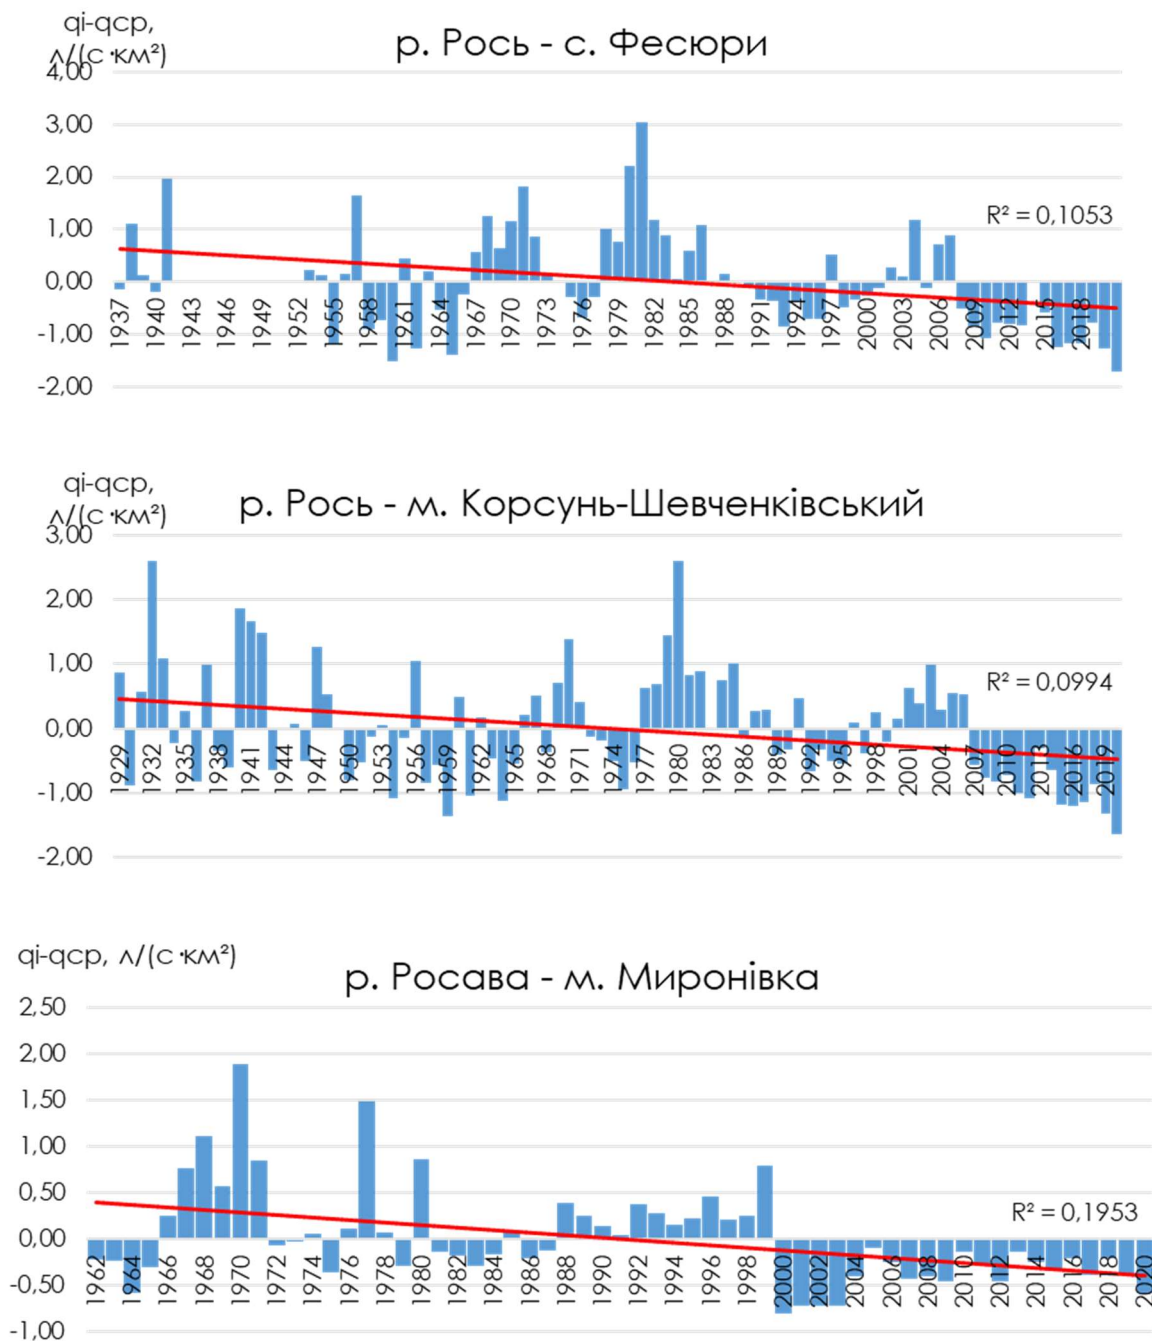 qi-qср,
л/(с·км²)
р. Рось - с. Фесюри
4,00
3,00
2,00
1,00
0,00
-1,00
-2,00
R² = 0,1053
1937 1940 1943 1946 1949 1952 1955 1958 1961 1964 1967 1970 1973 1976 1979 1982 1985 1988 1991 1994 1997 2000 2003 2006 2009 2012 2015 2018
qi-qср,
л/(с·км²)
р. Рось - м. Корсунь-Шевченківський
3,00
2,00
1,00
0,00
-1,00
-2,00
R² = 0,0994
1929 1932 1935 1938 1941 1944 1947 1950 1953 1956 1959 1962 1965 1968 1971 1974 1977 1980 1983 1986 1989 1992 1995 1998 2001 2004 2007 2010 2013 2016 2019
qi-qср, л/(с·км²)
р. Росава - м. Миронівка
2,50
2,00
1,50
1,00
0,50
0,00
-0,50
-1,00
R² = 0,1953
1962 1964 1966 1968 1970 1972 1974 1976 1978 1980 1982 1984 1986 1988 1990 1992 1994 1996 1998 2000 2002 2004 2006 2008 2010 2012 2014 2016 2018 2020